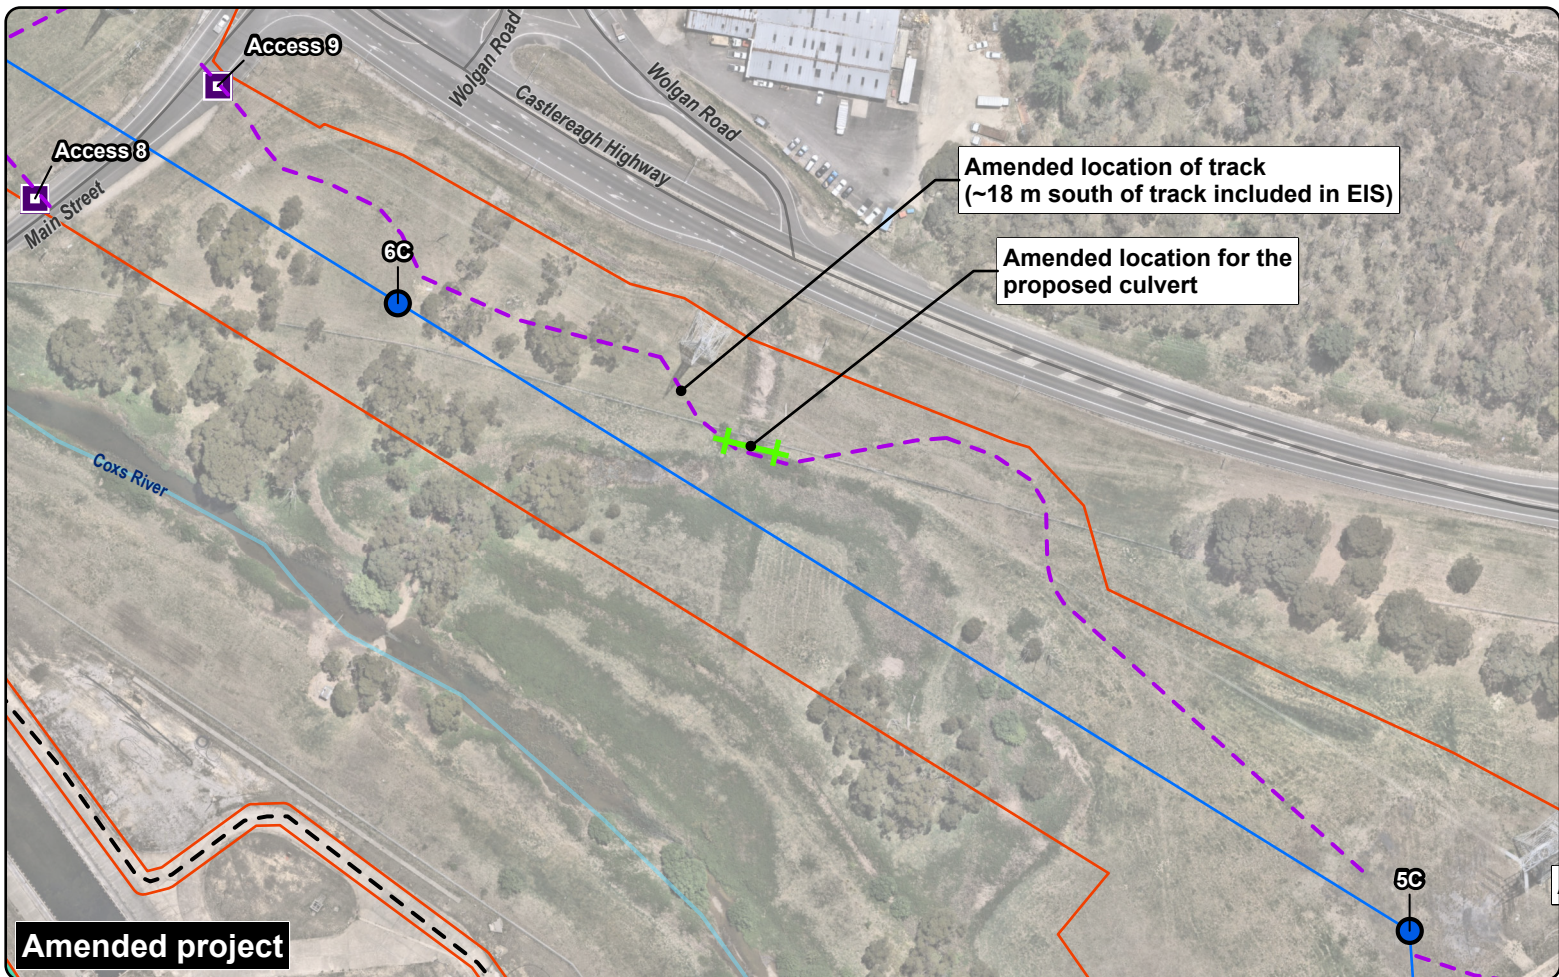 Access 9
Wolgan Road
Wolgan Road
Castlereagh Highway
Access 8
Main Street
Amended location of track
(~18 m south of track included in EIS)
6C
Amended location for the
proposed culvert
Coxs River
5C
Amended project